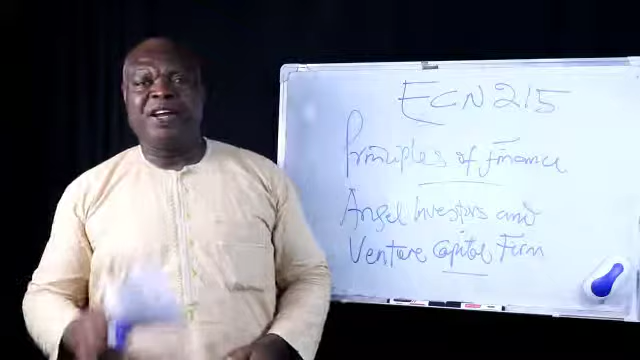 ECN 215
Principles of finance
Angel Investors and
Venture Capital Firm